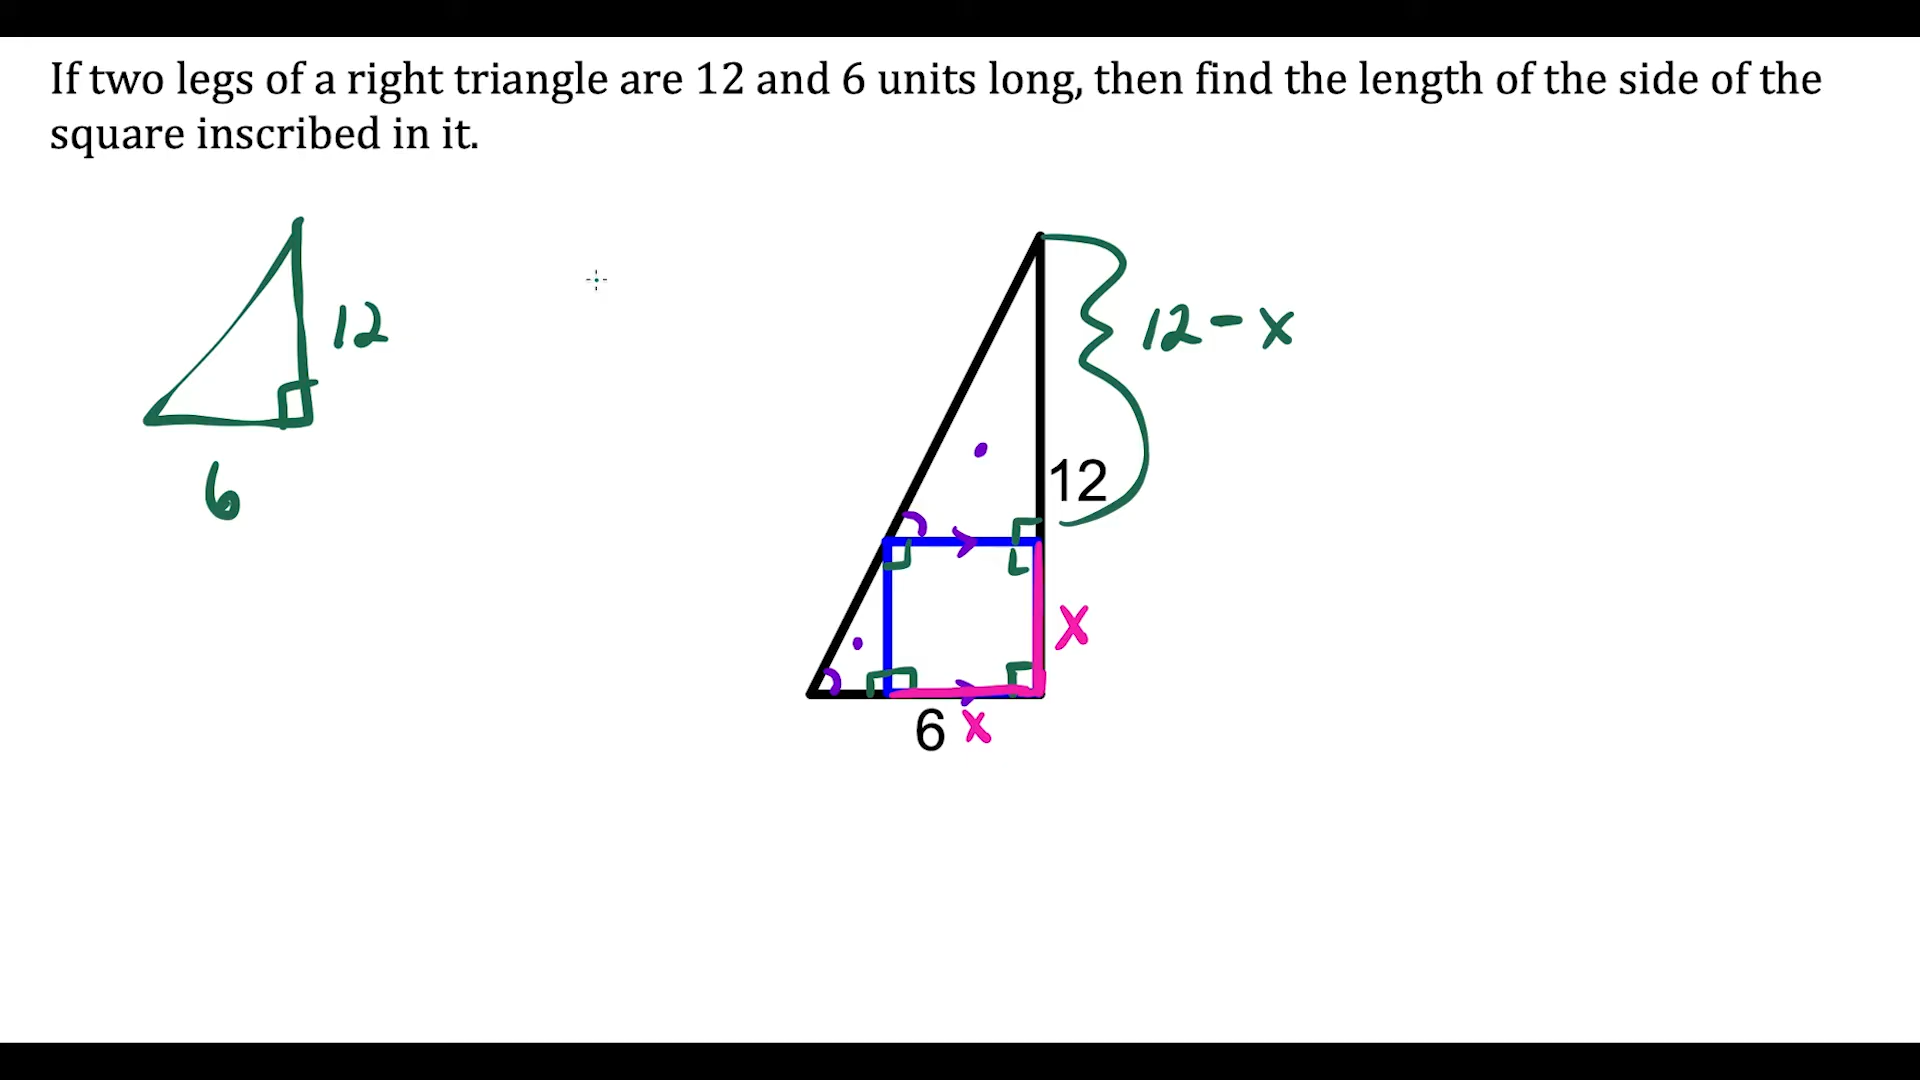 If two legs of a right triangle are 12 and 6 units long, then find the length of the side of the
square inscribed in it.
12
6
12 - x
12
x
6 x